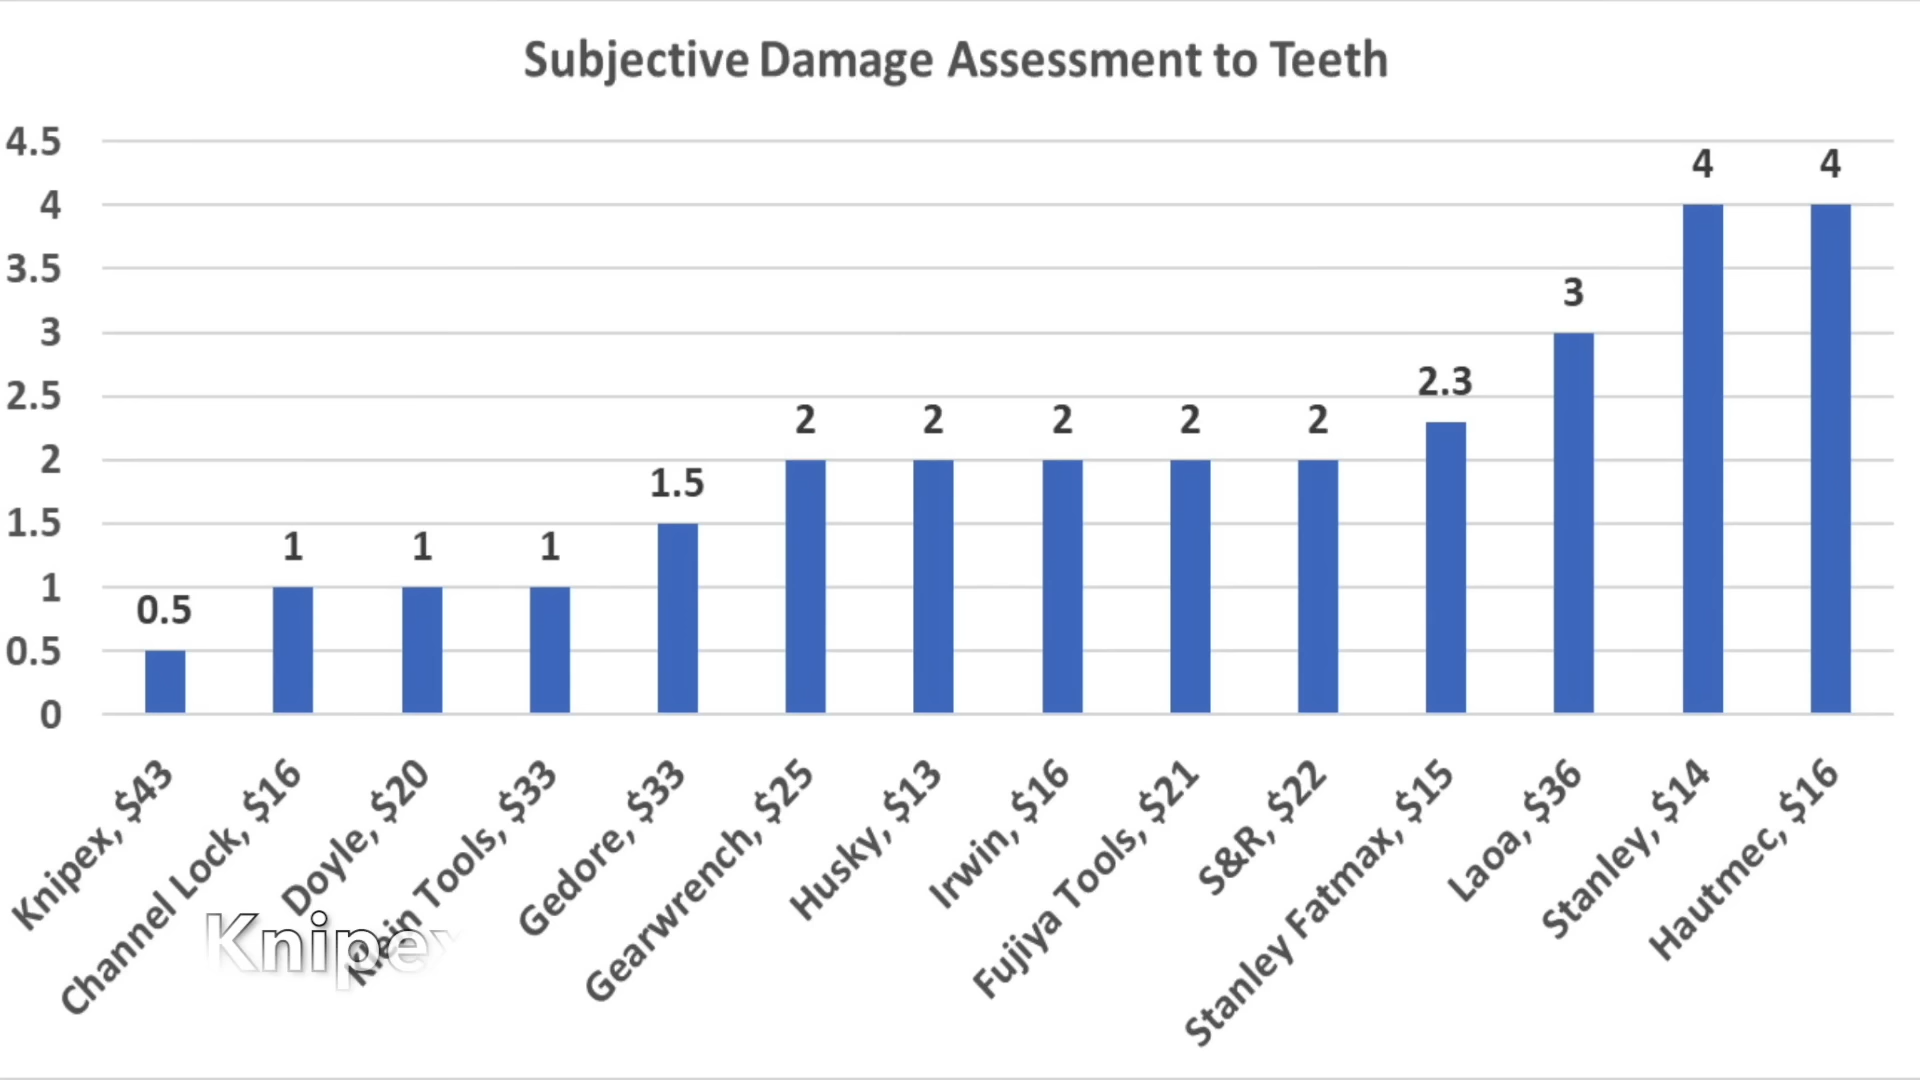 Subjective Damage Assessment to Teeth
4.5
4
3.5
3
2.5
2
1.5
1
0.5
0
0.5
1
1
1
1.5
2
2
2
2
2
2.3
3
4
4
Knipex, $43
Channel Lock, $16
Doyle, $20
Klein Tools, $33
Gedore, $33
Gearwrench, $25
Husky, $13
Irwin, $16
Fujiya Tools, $21
S&R, $22
Stanley Fatmax, $15
Laoa, $36
Stanley, $14
Hautmec, $16
Knipex